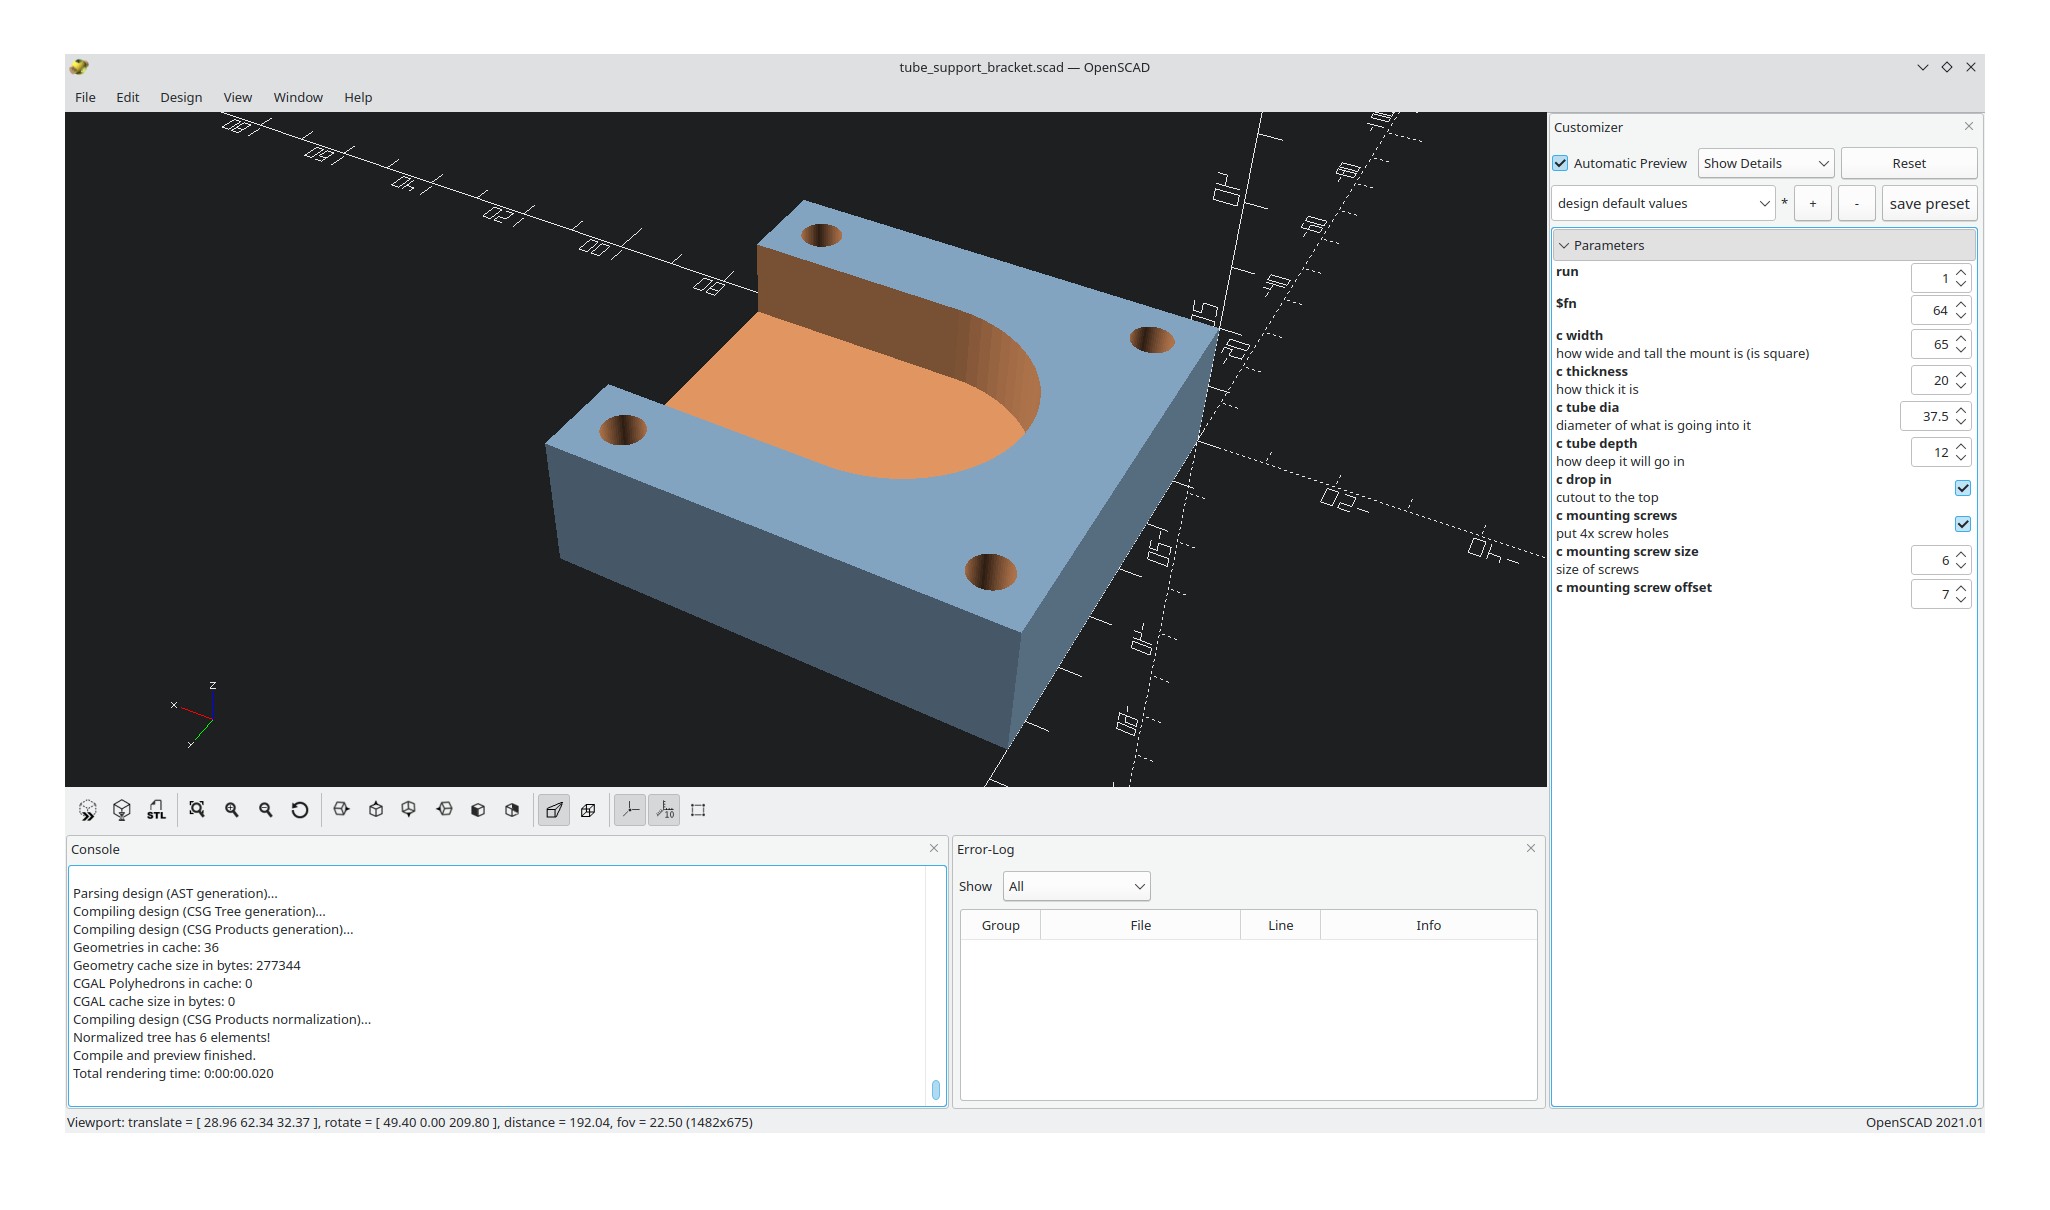 tube_support_bracket.scad — OpenSCAD
File Edit Design View Window Help
Customizer
Automatic Preview Show Details Reset
design default values * + - save preset
Parameters
run 1
$fn 64
c width
how wide and tall the mount is (is square) 65
c thickness
how thick it is 20
c tube dia
diameter of what is going into it 37.5
c tube depth
how deep it will go in 12
c drop in
cutout to the top
c mounting screws
put 4x screw holes
c mounting screw size
size of screws 6
c mounting screw offset 7
z
x
y
STL
10
Console
Parsing design (AST generation)...
Compiling design (CSG Tree generation)...
Compiling design (CSG Products generation)...
Geometries in cache: 36
Geometry cache size in bytes: 277344
CGAL Polyhedrons in cache: 0
CGAL cache size in bytes: 0
Compiling design (CSG Products normalization)...
Normalized tree has 6 elements!
Compile and preview finished.
Total rendering time: 0:00:00.020
Error-Log
Show All
Group File Line Info
Viewport: translate = [ 28.96 62.34 32.37 ], rotate = [ 49.40 0.00 209.80 ], distance = 192.04, fov = 22.50 (1482x675)
OpenSCAD 2021.01